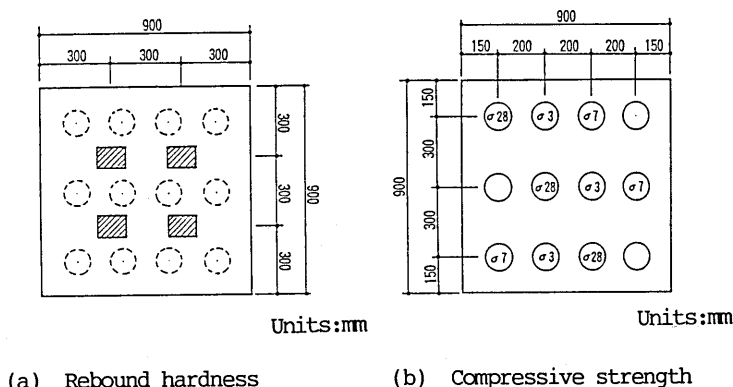 900
300 300 300
300
300
300
900
Units:mm
(a) Rebound hardness
900
150 200 200 200 150
150
300
300
150
900
σ28 σ3 σ7
σ28 σ3 σ7
σ7 σ3 σ28
Units:mm
(b) Compressive strength